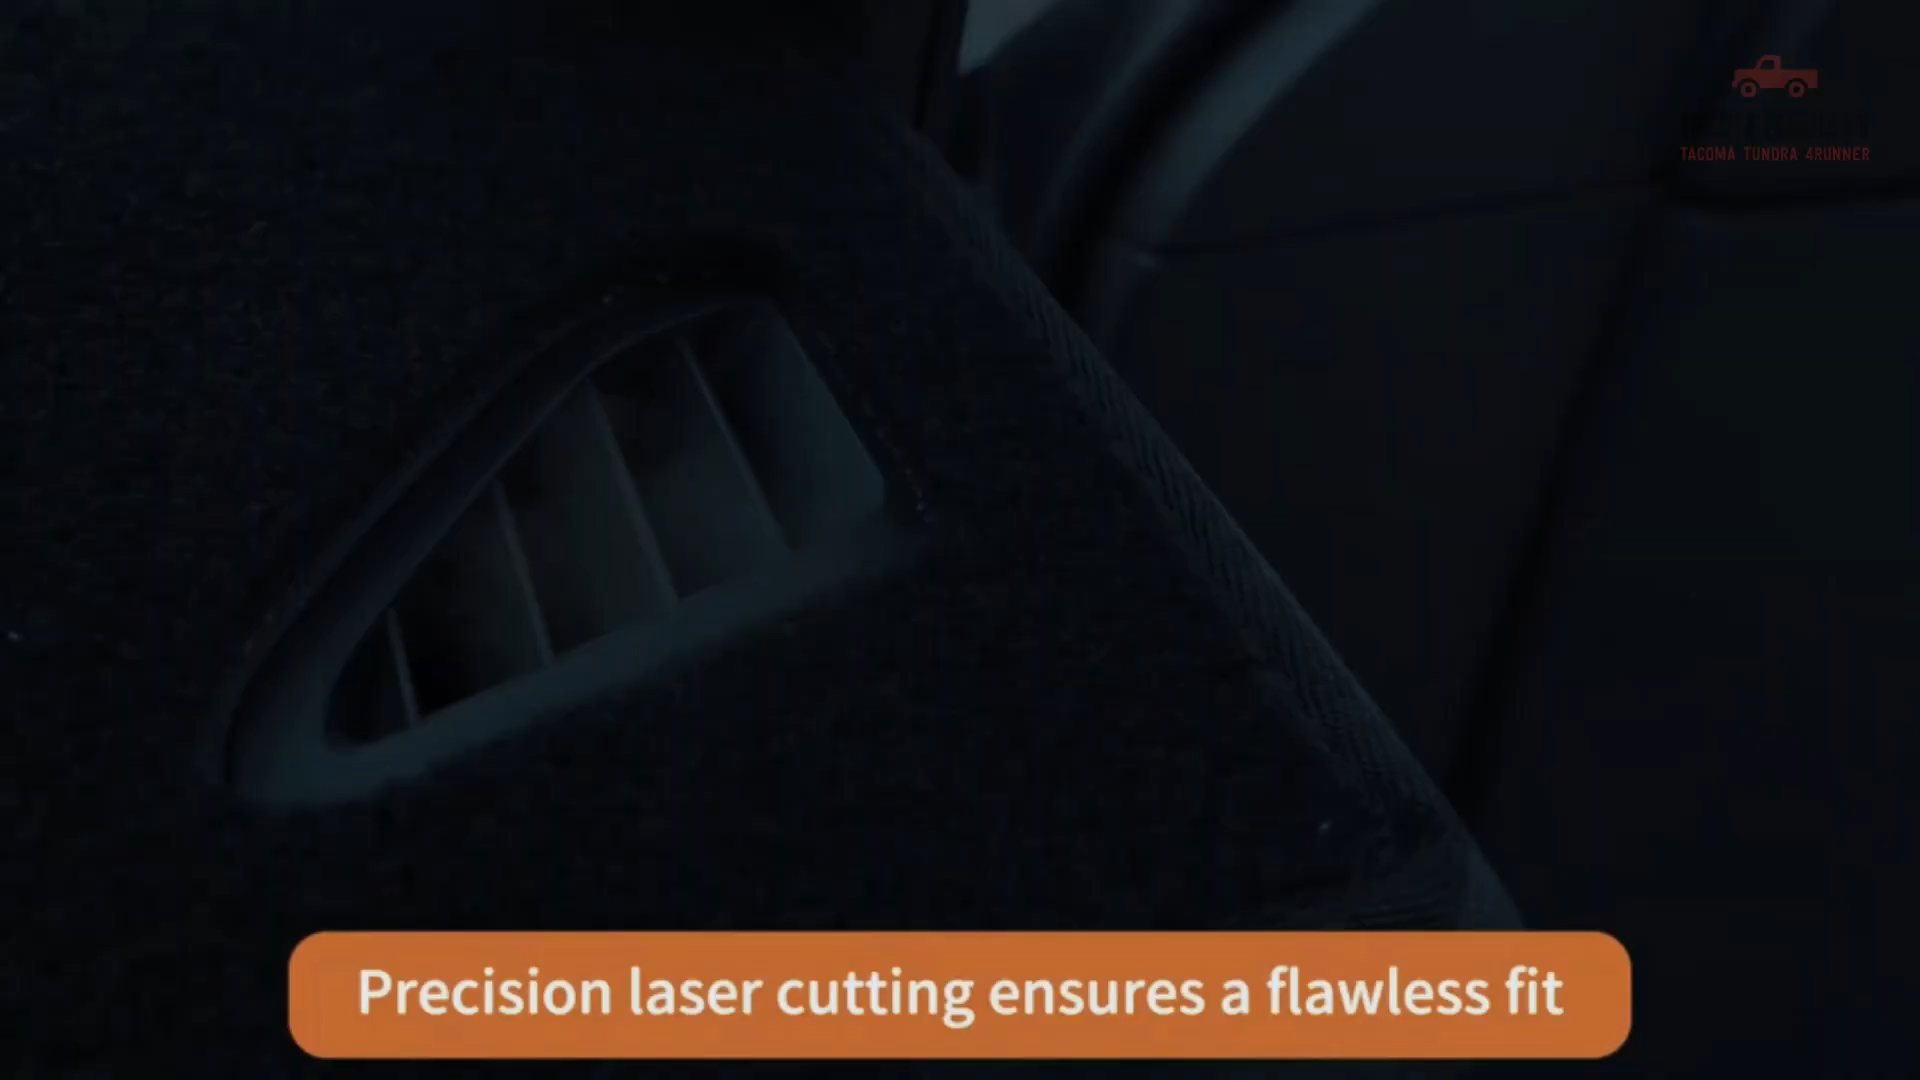 TACOMA TUNDRA 4RUNNER
Precision laser cutting ensures a flawless fit